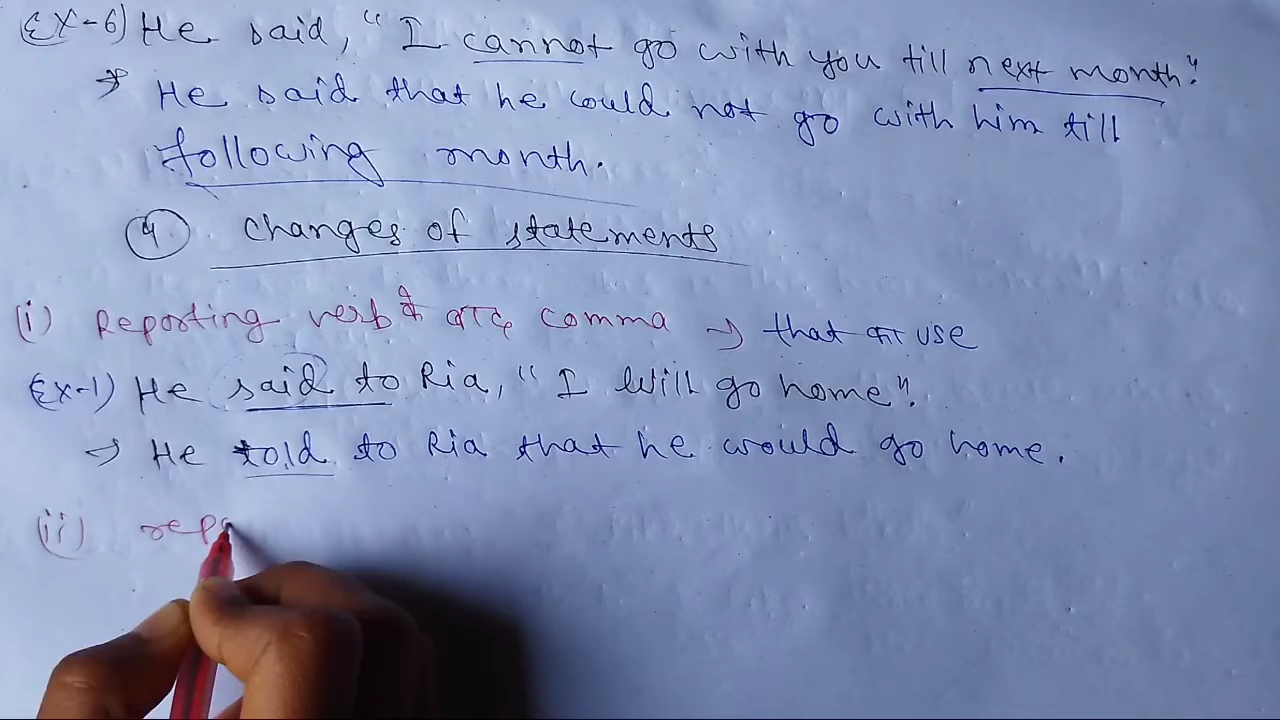 Ex-6) He said, "I cannot go with you till next month".
→ He said that he could not go with him till
following month.
4. Changes of statements
(i) Reporting verb के बाद comma → that का use
Ex-1) He said to Ria, "I will go home".
→ He told to Ria that he would go home.
(ii) repo